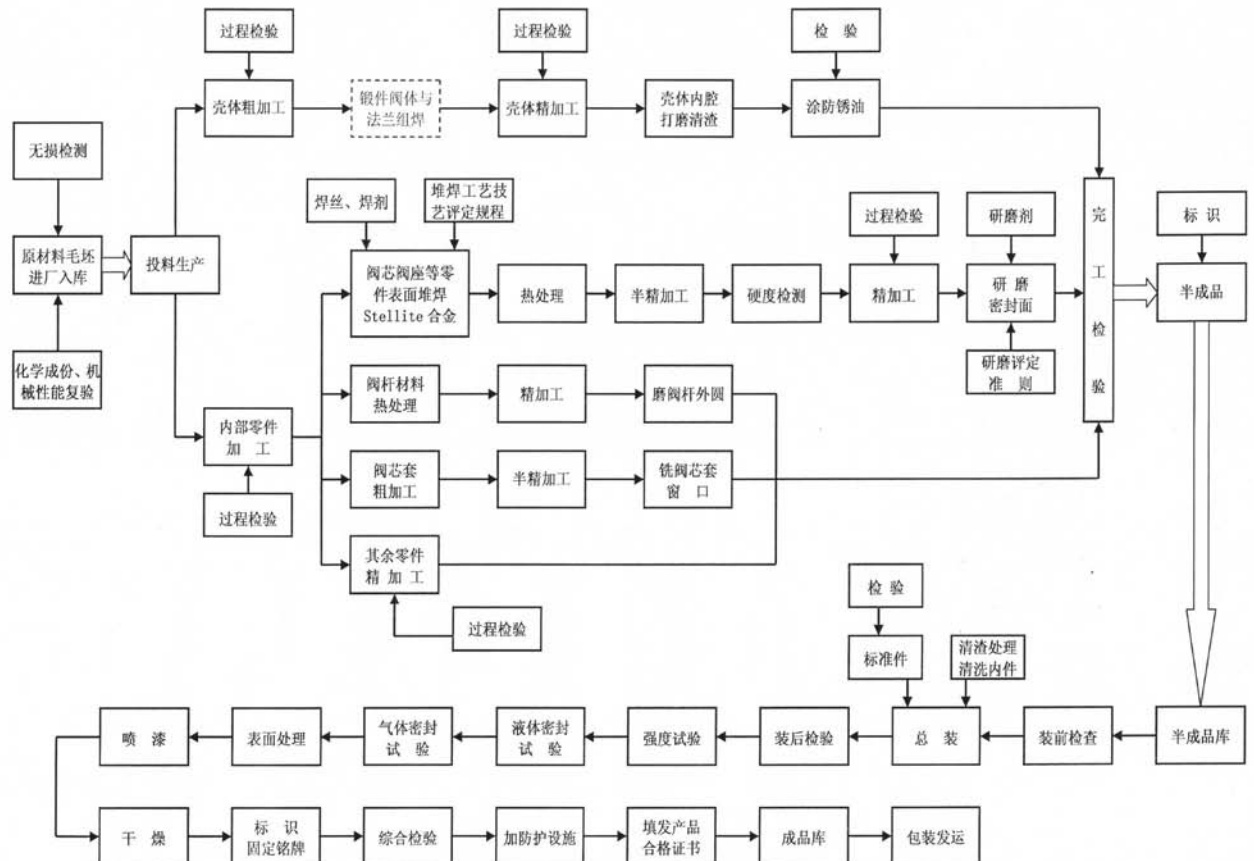 过程检验
过程检验
检 验
壳体粗加工
锻件阀体与
法兰组焊
壳体精加工
壳体内腔
打磨清渣
涂防锈油
无损检测
焊丝、焊剂
堆焊工艺技
艺评定规程
过程检验
研磨剂
完工检验
标 识
原材料毛坯
进厂入库
投料生产
阀芯阀座等零
件表面堆焊
Stellite 合金
热处理
半精加工
硬度检测
精加工
研 磨
密封面
半成品
化学成份、机
械性能复验
阀杆材料
热处理
精加工
磨阀杆外圆
研磨评定
准 则
内部零件
加 工
阀芯套
粗加工
半精加工
铣阀芯套
窗 口
过程检验
其余零件
精 加 工
过程检验
检 验
标准件
清渣处理
清洗内件
喷 漆
表面处理
气体密封
试 验
液体密封
试 验
强度试验
装后检验
总 装
装前检查
半成品库
干 燥
标 识
固定铭牌
综合检验
加防护设施
填发产品
合格证书
成品库
包装发运